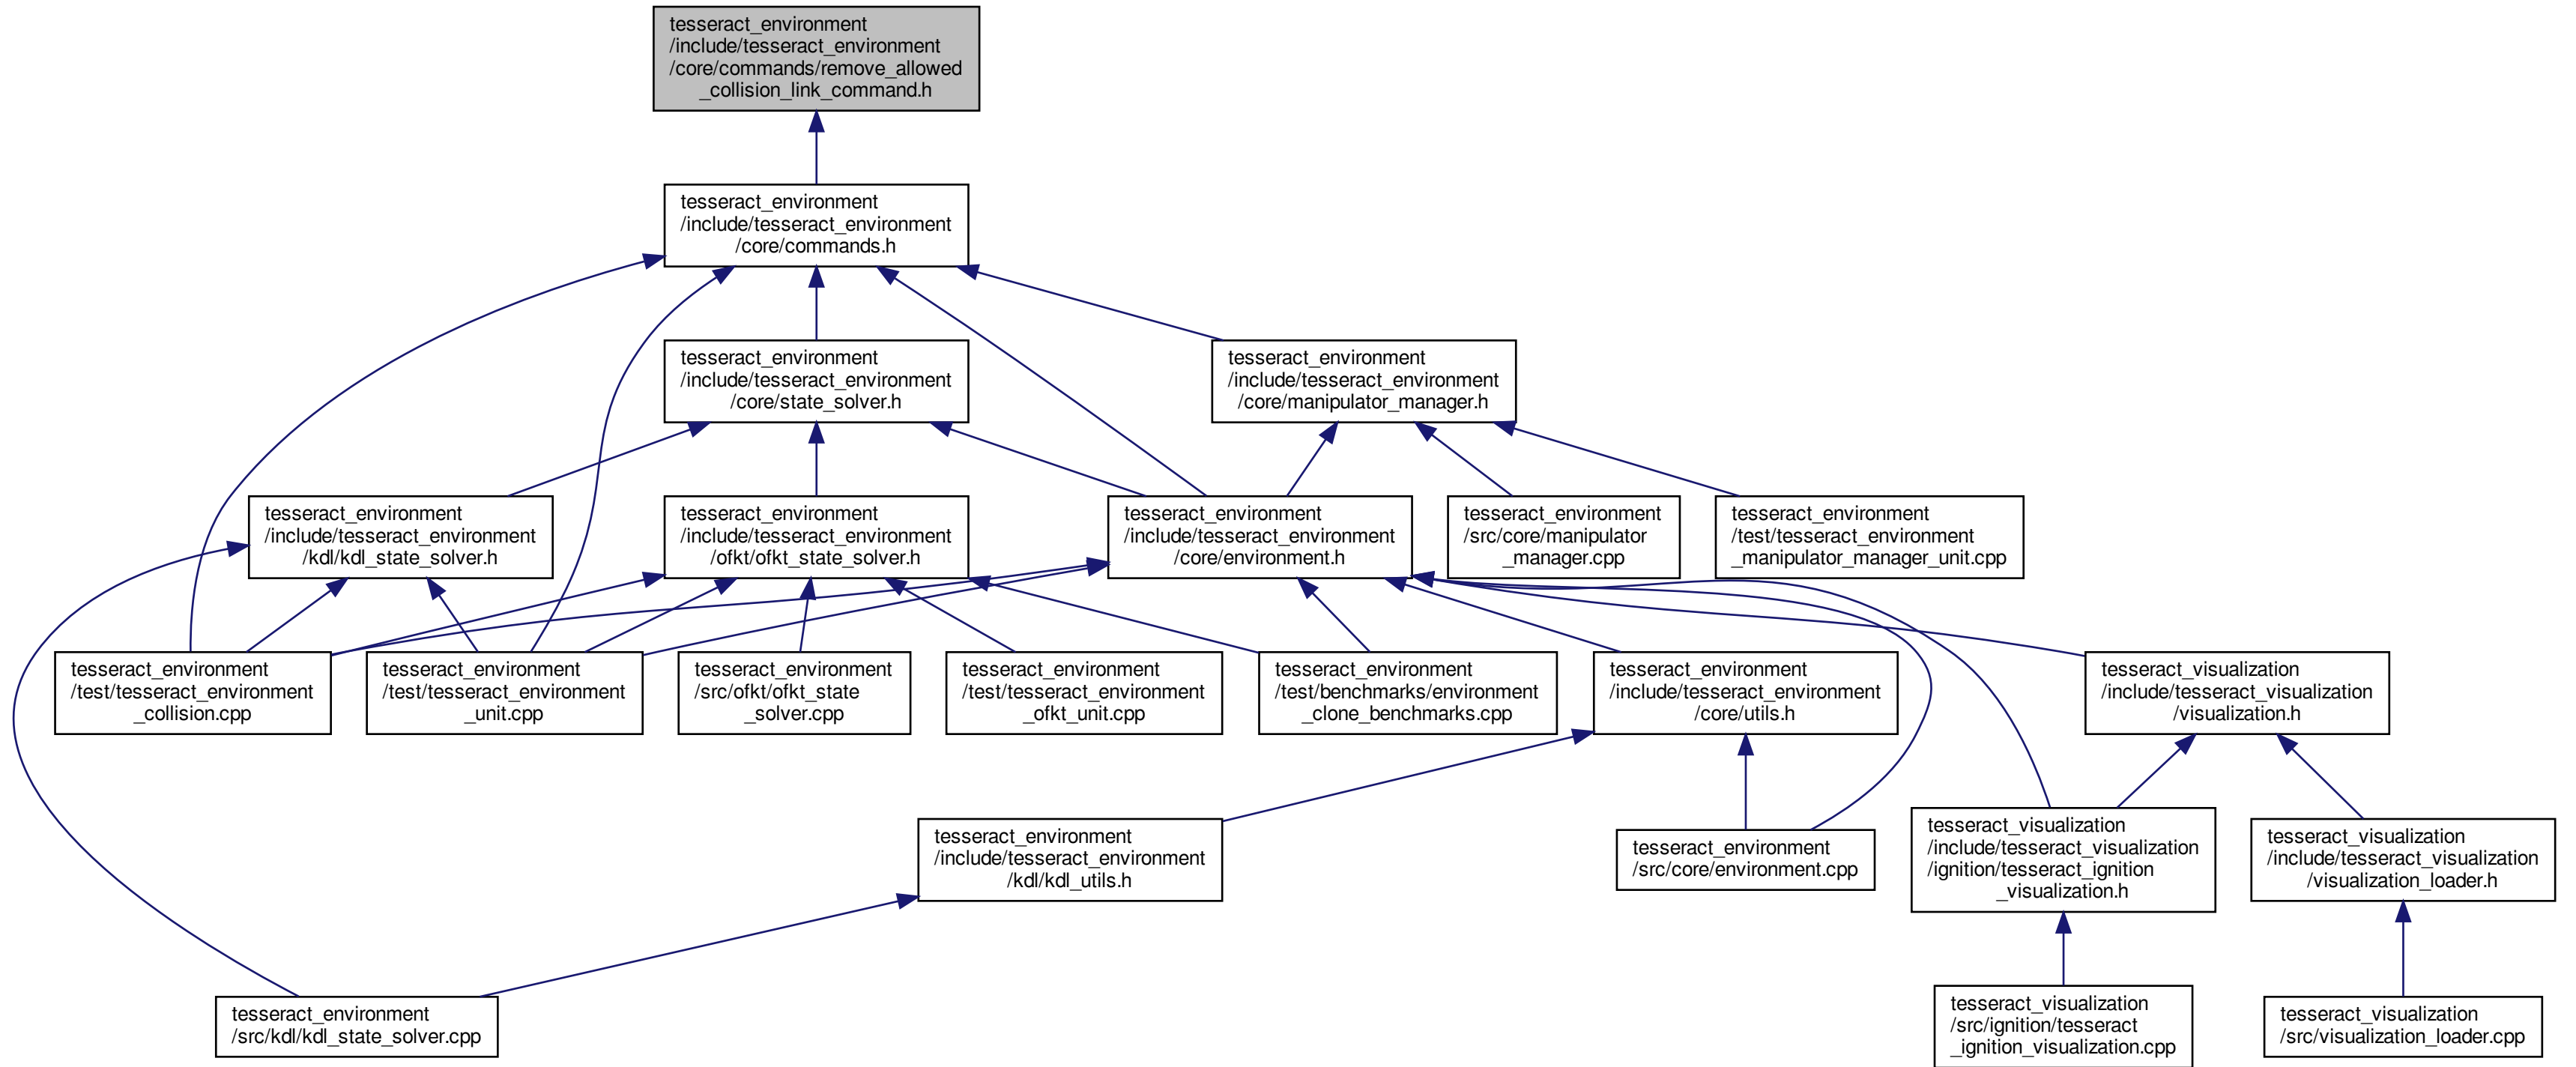 tesseract_environment
/include/tesseract_environment
/core/commands/remove_allowed
_collision_link_command.h
tesseract_environment
/include/tesseract_environment
/core/commands.h
tesseract_environment
/include/tesseract_environment
/core/state_solver.h
tesseract_environment
/include/tesseract_environment
/core/manipulator_manager.h
tesseract_environment
/include/tesseract_environment
/kdl/kdl_state_solver.h
tesseract_environment
/include/tesseract_environment
/ofkt/ofkt_state_solver.h
tesseract_environment
/include/tesseract_environment
/core/environment.h
tesseract_environment
/src/core/manipulator
_manager.cpp
tesseract_environment
/test/tesseract_environment
_manipulator_manager_unit.cpp
tesseract_environment
/test/tesseract_environment
_collision.cpp
tesseract_environment
/test/tesseract_environment
_unit.cpp
tesseract_environment
/src/ofkt/ofkt_state
_solver.cpp
tesseract_environment
/test/tesseract_environment
_ofkt_unit.cpp
tesseract_environment
/test/benchmarks/environment
_clone_benchmarks.cpp
tesseract_environment
/include/tesseract_environment
/core/utils.h
tesseract_visualization
/include/tesseract_visualization
/visualization.h
tesseract_environment
/include/tesseract_environment
/kdl/kdl_utils.h
tesseract_environment
/src/core/environment.cpp
tesseract_visualization
/include/tesseract_visualization
/ignition/tesseract_ignition
_visualization.h
tesseract_visualization
/include/tesseract_visualization
/visualization_loader.h
tesseract_environment
/src/kdl/kdl_state_solver.cpp
tesseract_visualization
/src/ignition/tesseract
_ignition_visualization.cpp
tesseract_visualization
/src/visualization_loader.cpp